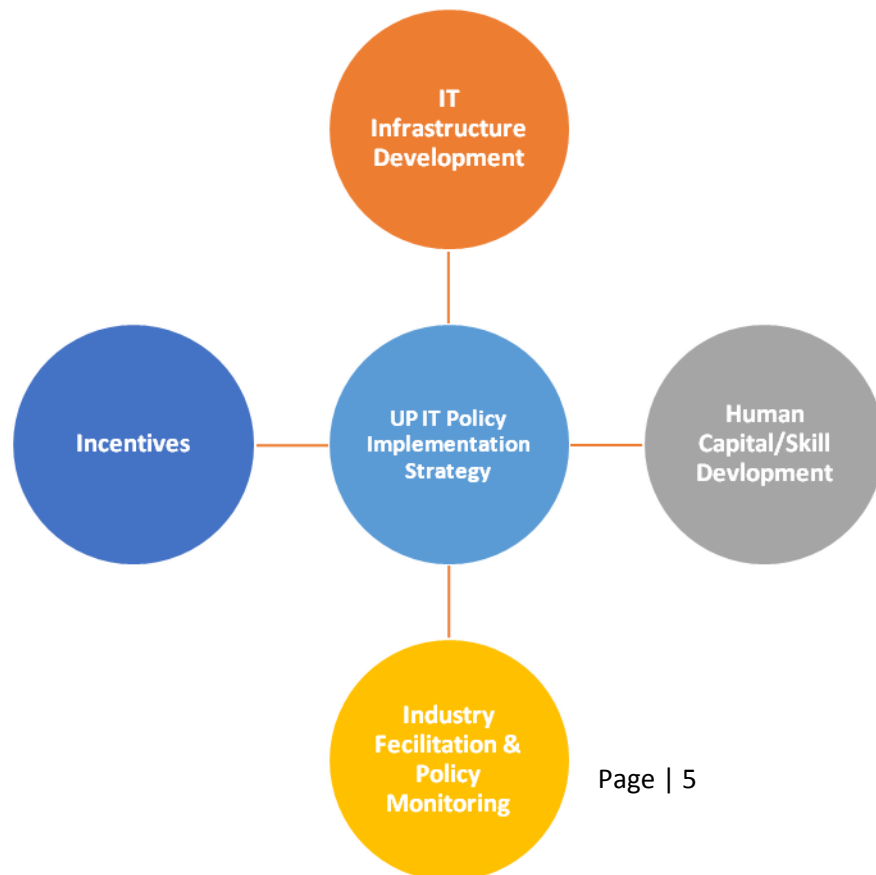 IT
Infrastructure
Development
Incentives
UP IT Policy
Implementation
Strategy
Human
Capital/Skill
Devlopment
Industry
Fecilitation &
Policy
Monitoring
Page | 5